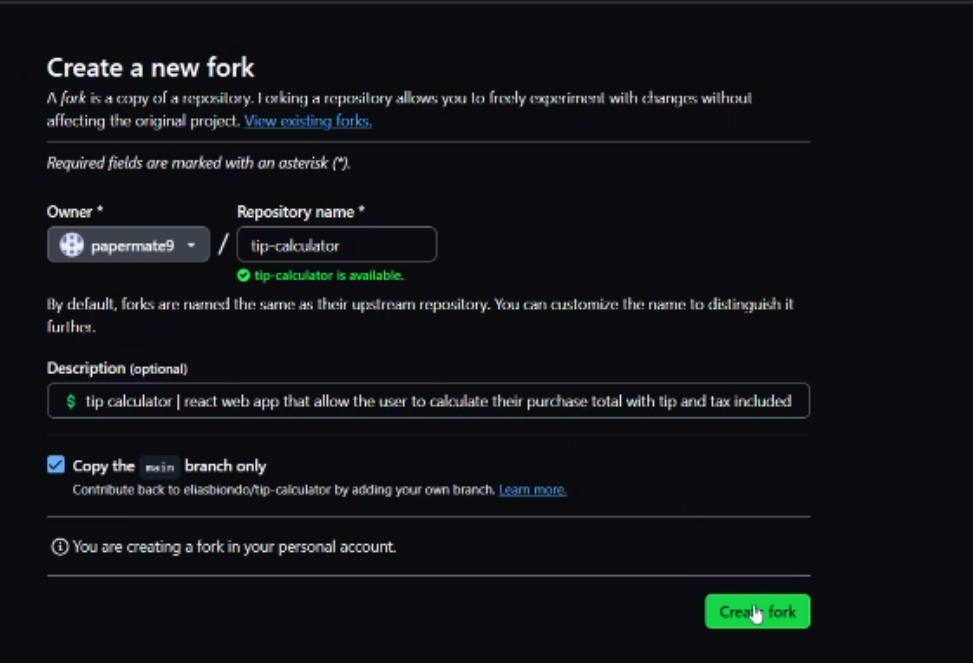 Create a new fork
A fork is a copy of a repository. Forking a repository allows you to freely experiment with changes without
affecting the original project. View existing forks.
Required fields are marked with an asterisk (*).
Owner *
Repository name *
papermate9 / tip-calculator
tip-calculator is available.
By default, forks are named the same as their upstream repository. You can customize the name to distinguish it
further.
Description (optional)
$ tip calculator | react web app that allow the user to calculate their purchase total with tip and tax included
Copy the main branch only
Contribute back to eliasbiondo/tip-calculator by adding your own branch. Learn more.
You are creating a fork in your personal account.
Create fork